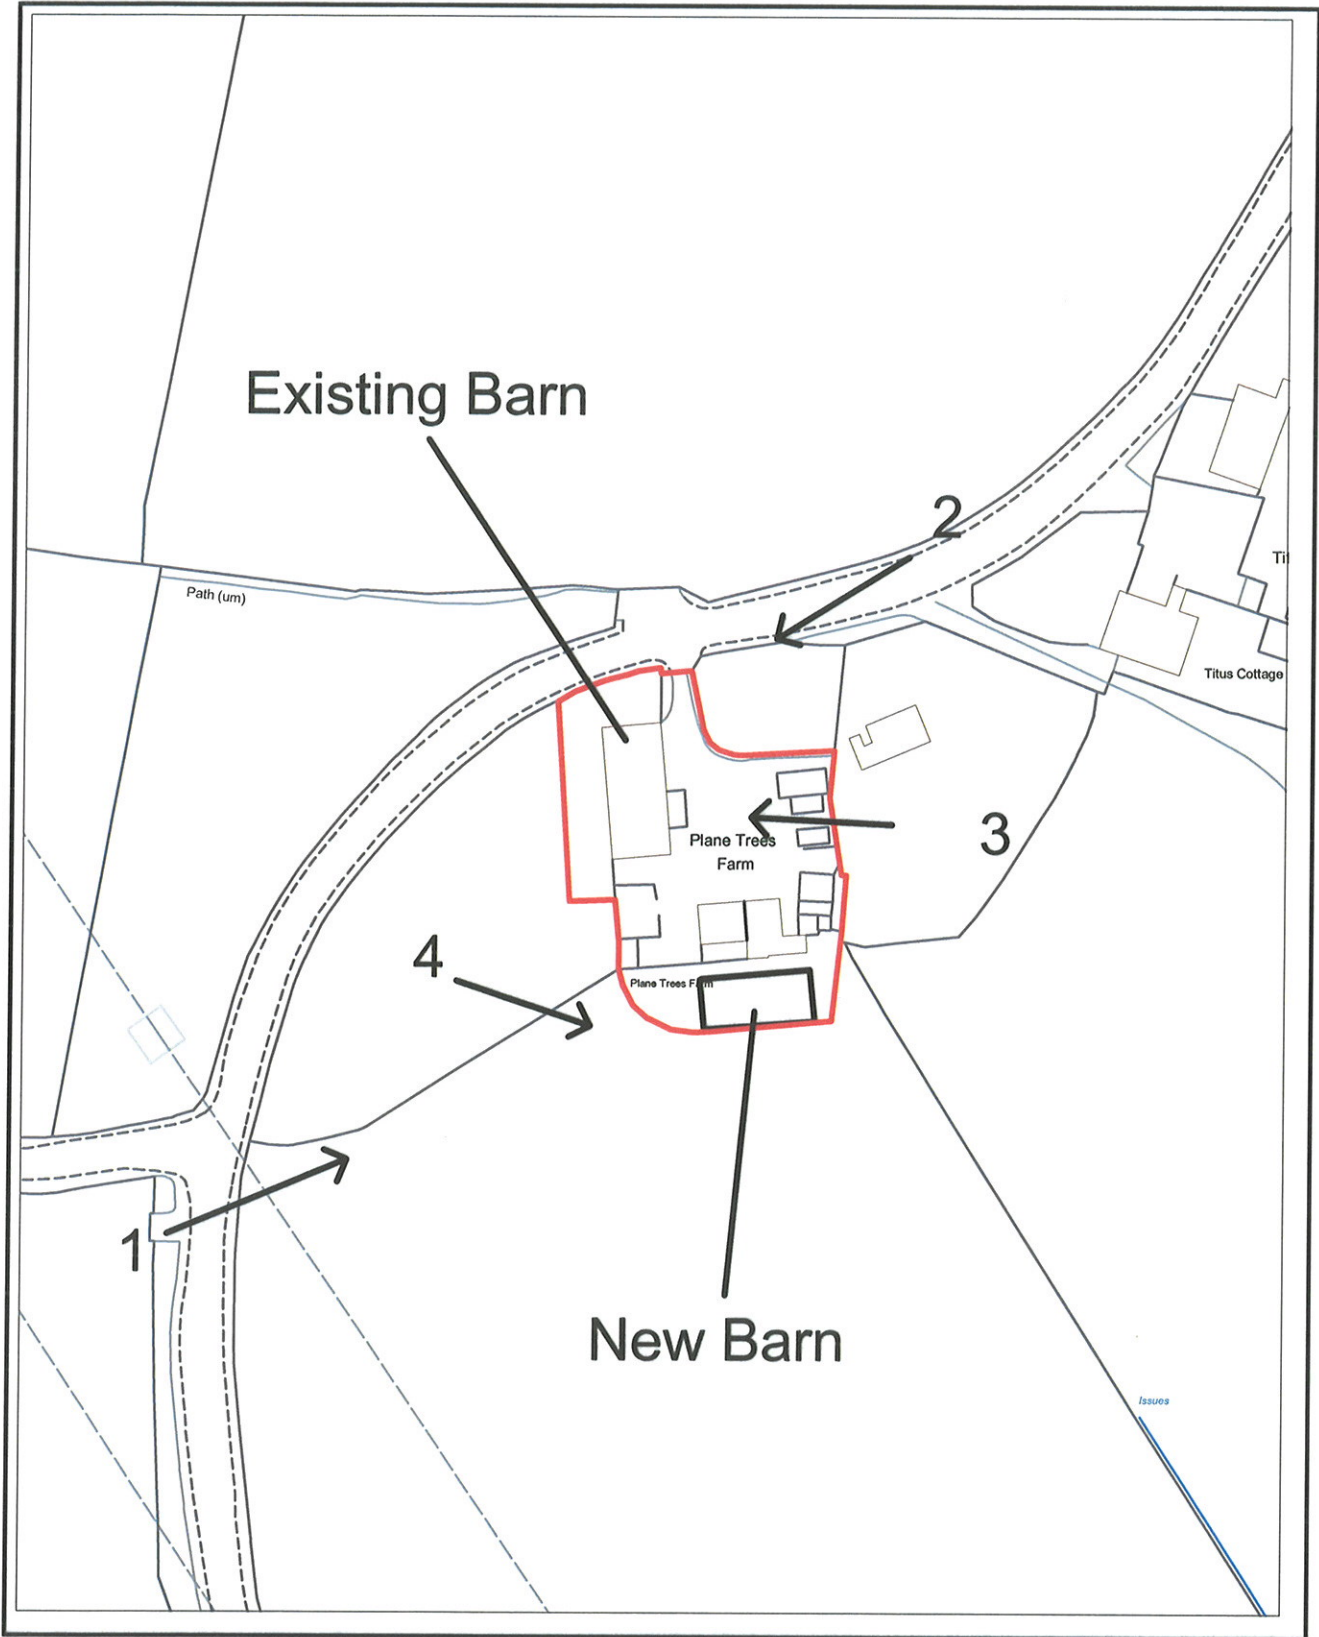 Existing Barn
2
Path (um)
Tit
Titus Cottage
3
Plane Trees
Farm
4
Plane Trees Farm
1
New Barn
Issues